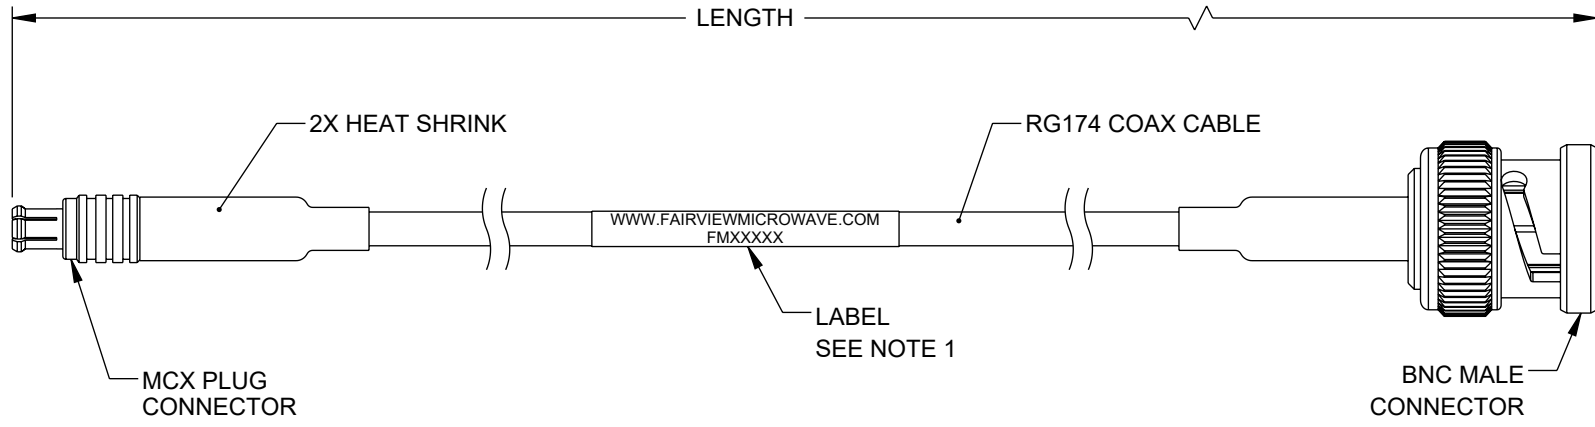 LENGTH
2X HEAT SHRINK
RG174 COAX CABLE
WWW.FAIRVIEWMICROWAVE.COM
FMXXXXX
LABEL
SEE NOTE 1
MCX PLUG
CONNECTOR
BNC MALE
CONNECTOR